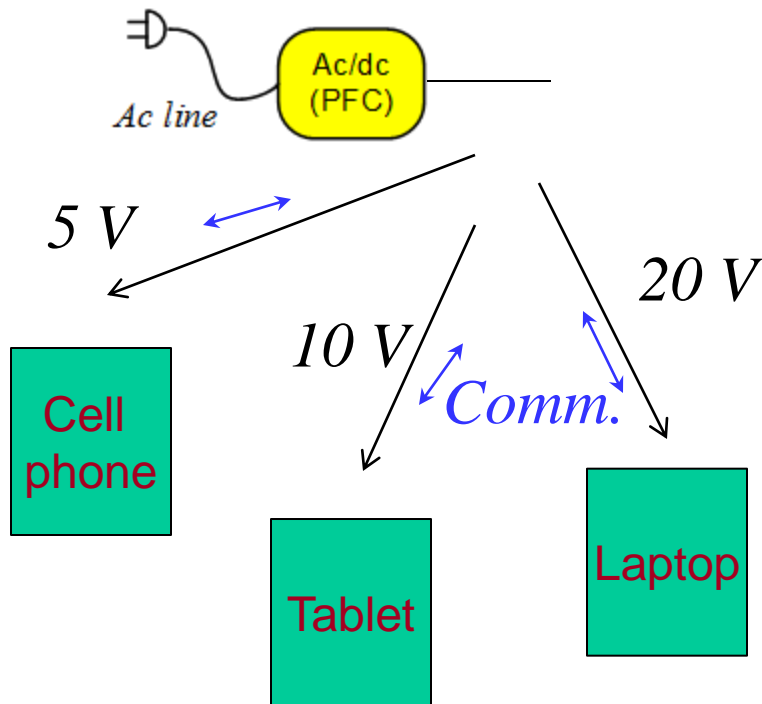 Ac/dc
(PFC)
Ac line
5 V
20 V
10 V
Comm.
Cell
phone
Laptop
Tablet